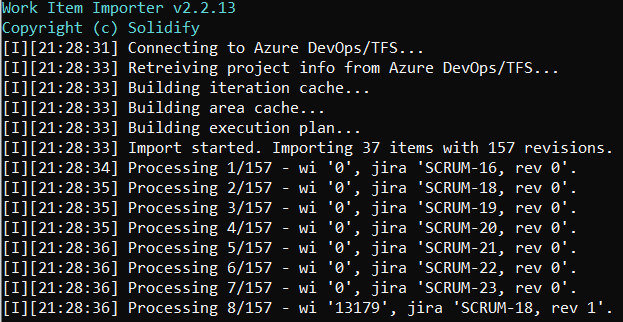 Work Item Importer v2.2.13
Copyright (c) Solidify
[I][21:28:31] Connecting to Azure DevOps/TFS...
[I][21:28:33] Retreiving project info from Azure DevOps/TFS...
[I][21:28:33] Building iteration cache...
[I][21:28:33] Building area cache...
[I][21:28:33] Building execution plan...
[I][21:28:33] Import started. Importing 37 items with 157 revisions.
[I][21:28:34] Processing 1/157 - wi '0', jira 'SCRUM-16, rev 0'.
[I][21:28:35] Processing 2/157 - wi '0', jira 'SCRUM-18, rev 0'.
[I][21:28:35] Processing 3/157 - wi '0', jira 'SCRUM-19, rev 0'.
[I][21:28:35] Processing 4/157 - wi '0', jira 'SCRUM-20, rev 0'.
[I][21:28:36] Processing 5/157 - wi '0', jira 'SCRUM-21, rev 0'.
[I][21:28:36] Processing 6/157 - wi '0', jira 'SCRUM-22, rev 0'.
[I][21:28:36] Processing 7/157 - wi '0', jira 'SCRUM-23, rev 0'.
[I][21:28:36] Processing 8/157 - wi '13179', jira 'SCRUM-18, rev 1'.